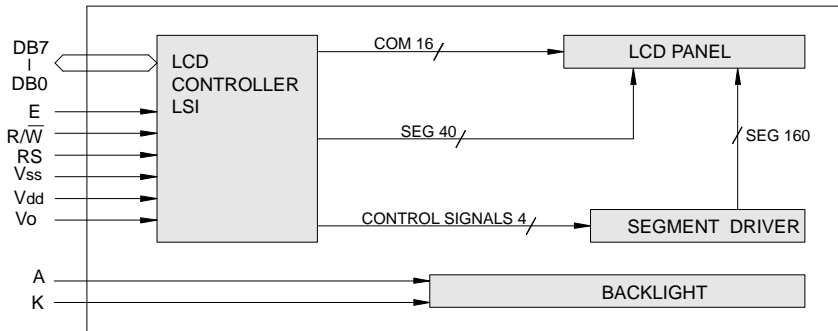 DB7
DB0
E
R/W̅
RS
Vss
Vdd
Vo
A
K
LCD
CONTROLLER
LSI
COM 16
SEG 40
CONTROL SIGNALS 4
LCD PANEL
SEG 160
SEGMENT DRIVER
BACKLIGHT